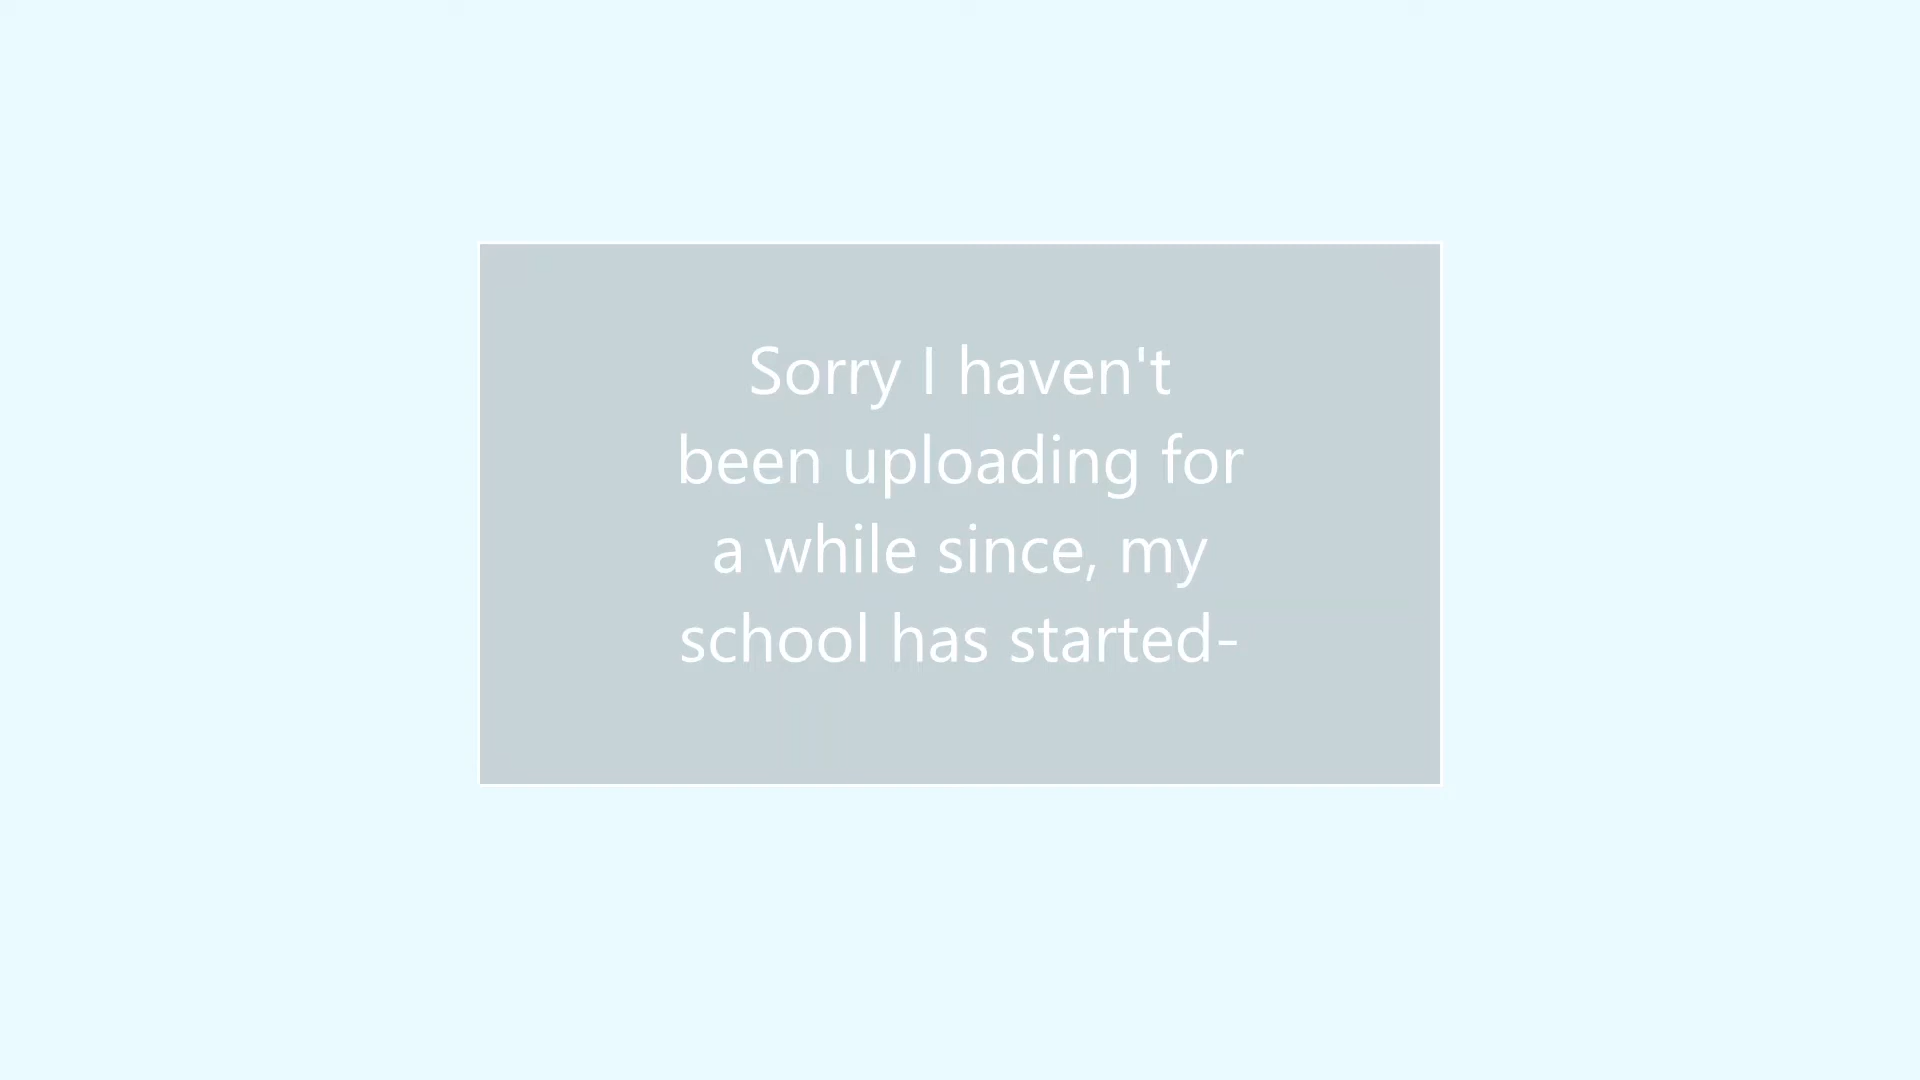 Sorry I haven't
been uploading for
a while since, my
school has started-